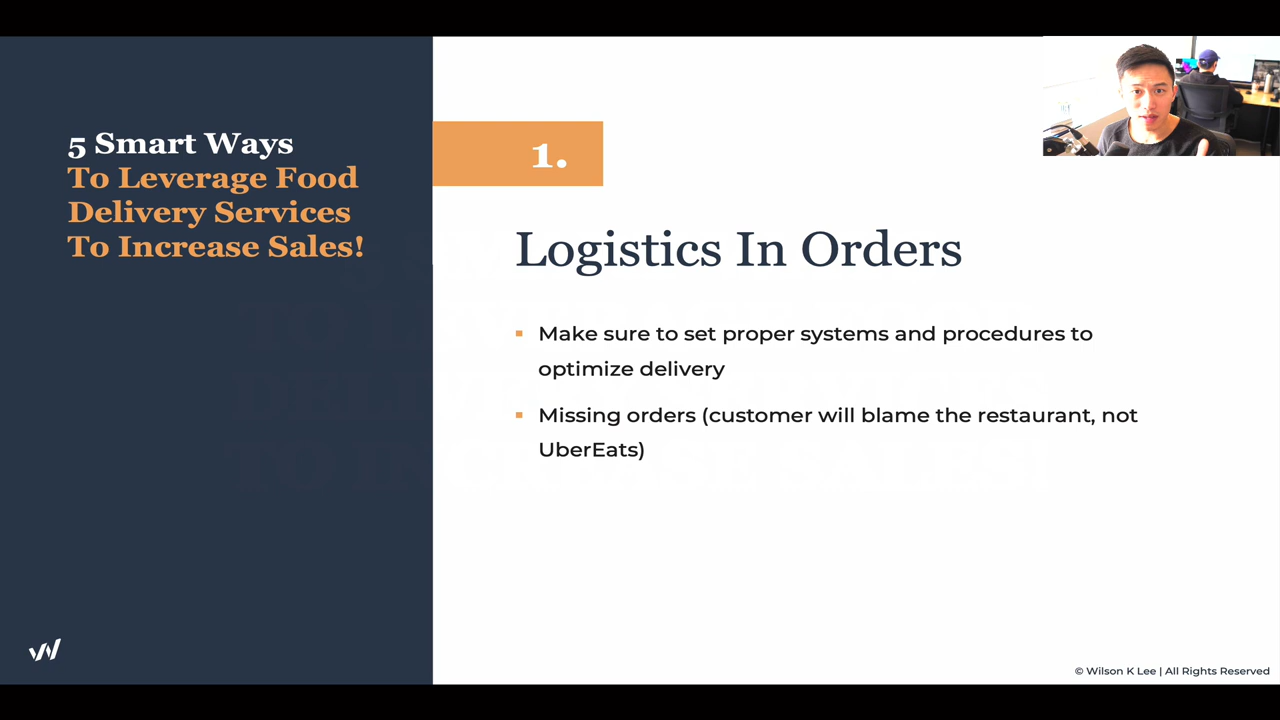 5 Smart Ways
To Leverage Food
Delivery Services
To Increase Sales!
1.
Logistics In Orders
Make sure to set proper systems and procedures to
optimize delivery
Missing orders (customer will blame the restaurant, not
UberEats)
© Wilson K Lee | All Rights Reserved